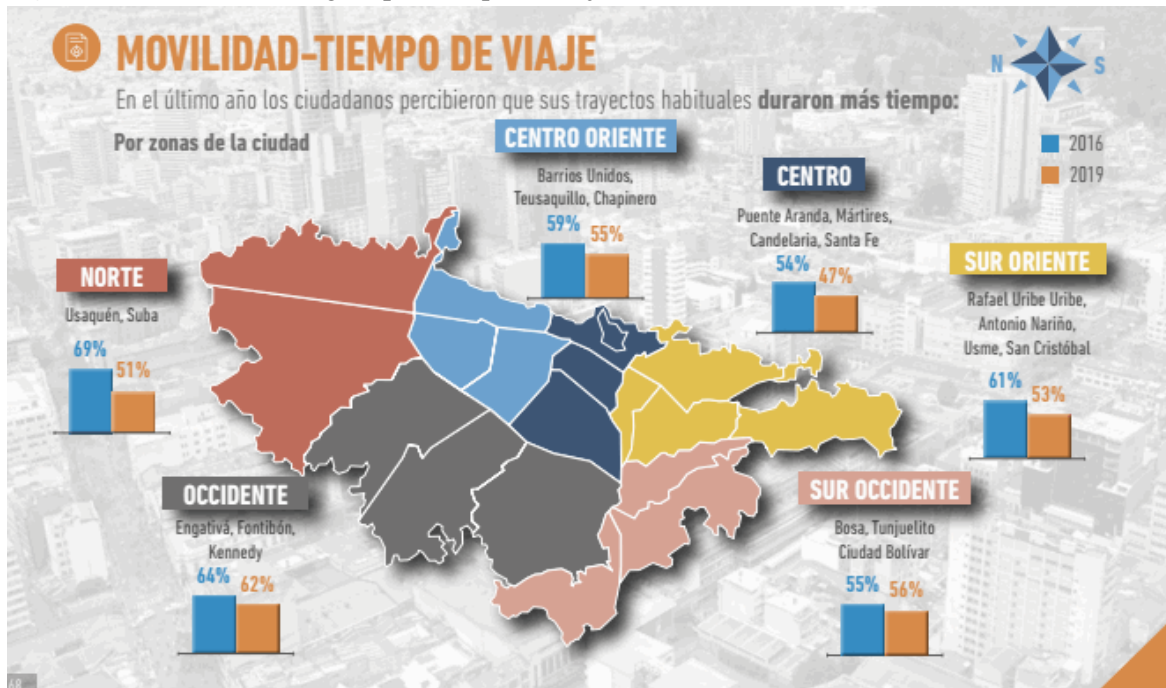 MOVILIDAD-TIEMPO DE VIAJE
N S
En el último año los ciudadanos percibieron que sus trayectos habituales duraron más tiempo:
Por zonas de la ciudad
2016
2019
CENTRO ORIENTE
Barrios Unidos,
Teusaquillo, Chapinero
59% 55%
CENTRO
Puente Aranda, Mártires,
Candelaria, Santa Fe
54% 47%
SUR ORIENTE
Rafael Uribe Uribe,
Antonio Nariño,
Usme, San Cristóbal
61% 53%
NORTE
Usaquén, Suba
69% 51%
OCCIDENTE
Engativá, Fontibón,
Kennedy
64% 62%
SUR OCCIDENTE
Bosa, Tunjuelito
Ciudad Bolívar
55% 56%
68